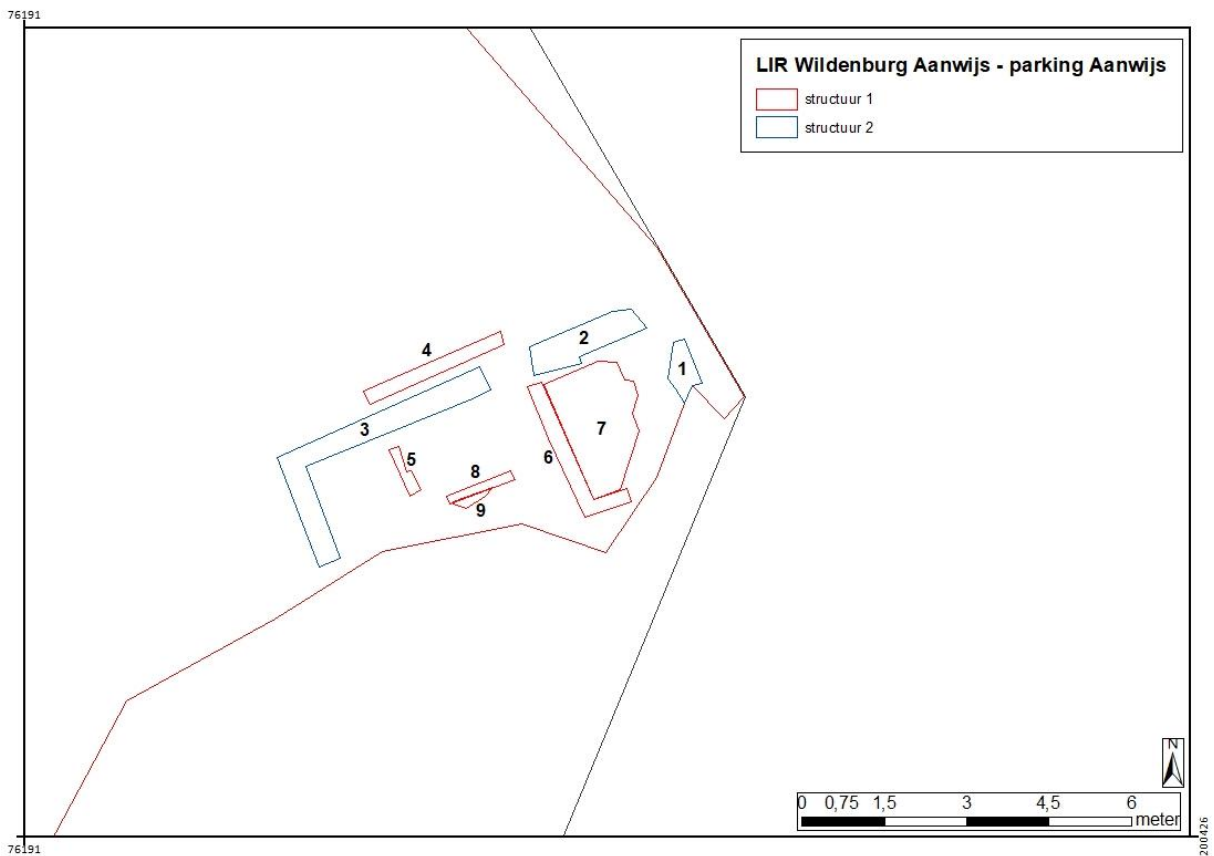 76191
LIR Wildenburg Aanwijs - parking Aanwijs
structuur 1
structuur 2
1
2
3
4
5
6
7
8
9
N
0 0,75 1,5 3 4,5 6
meter
76191
200426